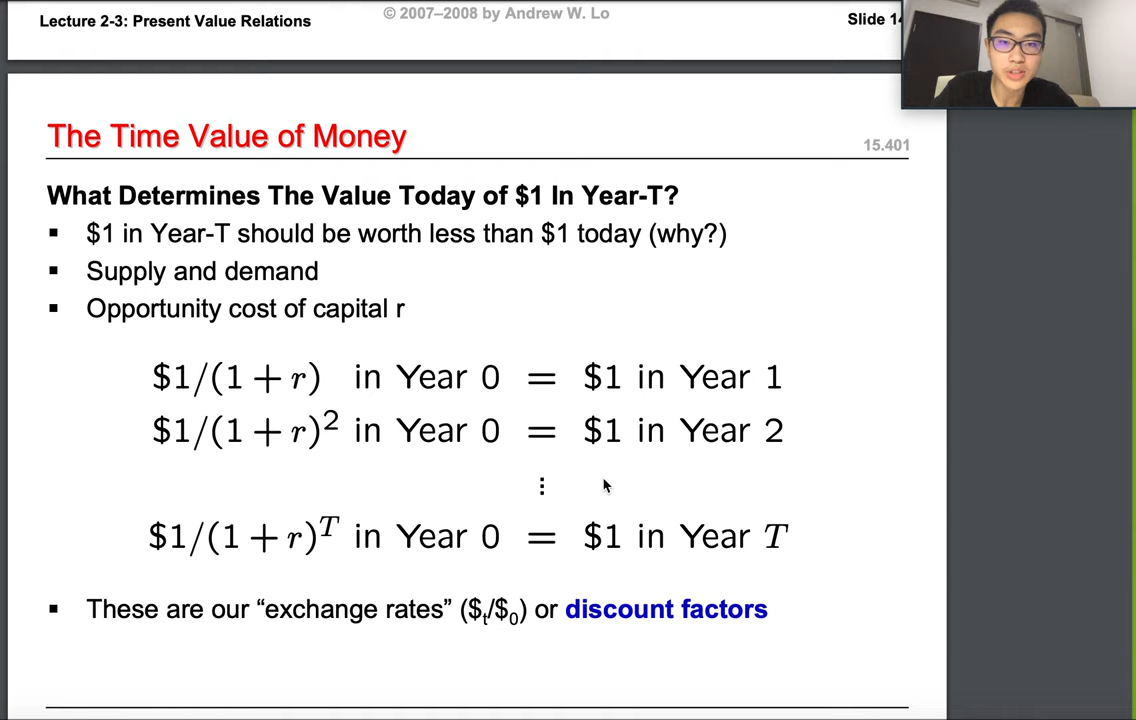 Lecture 2-3: Present Value Relations
© 2007–2008 by Andrew W. Lo
Slide 14
The Time Value of Money
15.401
What Determines The Value Today of $1 In Year-T?
▪ $1 in Year-T should be worth less than $1 today (why?)
▪ Supply and demand
▪ Opportunity cost of capital r
$1/(1 + r) in Year 0 = $1 in Year 1
$1/(1 + r)² in Year 0 = $1 in Year 2
⋮
$1/(1 + r)ᵀ in Year 0 = $1 in Year T
▪ These are our “exchange rates” ($ₜ/$₀) or discount factors